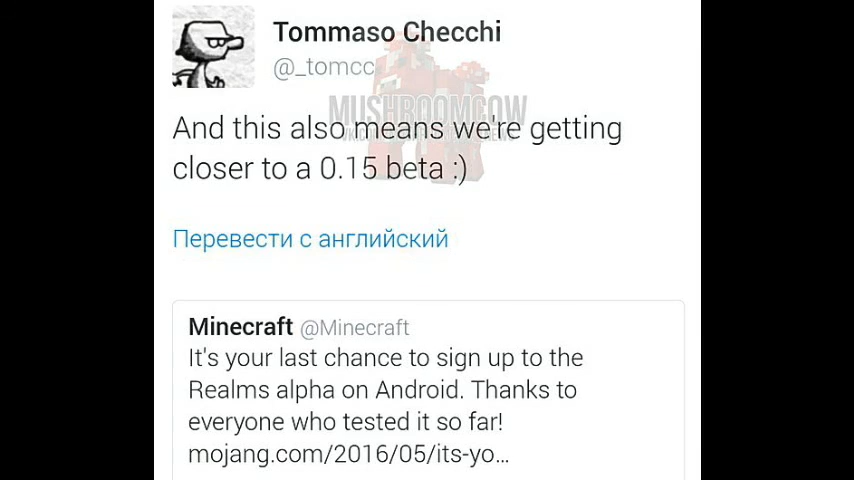 Tommaso Checchi
@_tomcc
MUSHROOMCOW
And this also means we're getting
closer to a 0.15 beta :)
Перевести с английский
Minecraft @Minecraft
It's your last chance to sign up to the
Realms alpha on Android. Thanks to
everyone who tested it so far!
mojang.com/2016/05/its-yo...